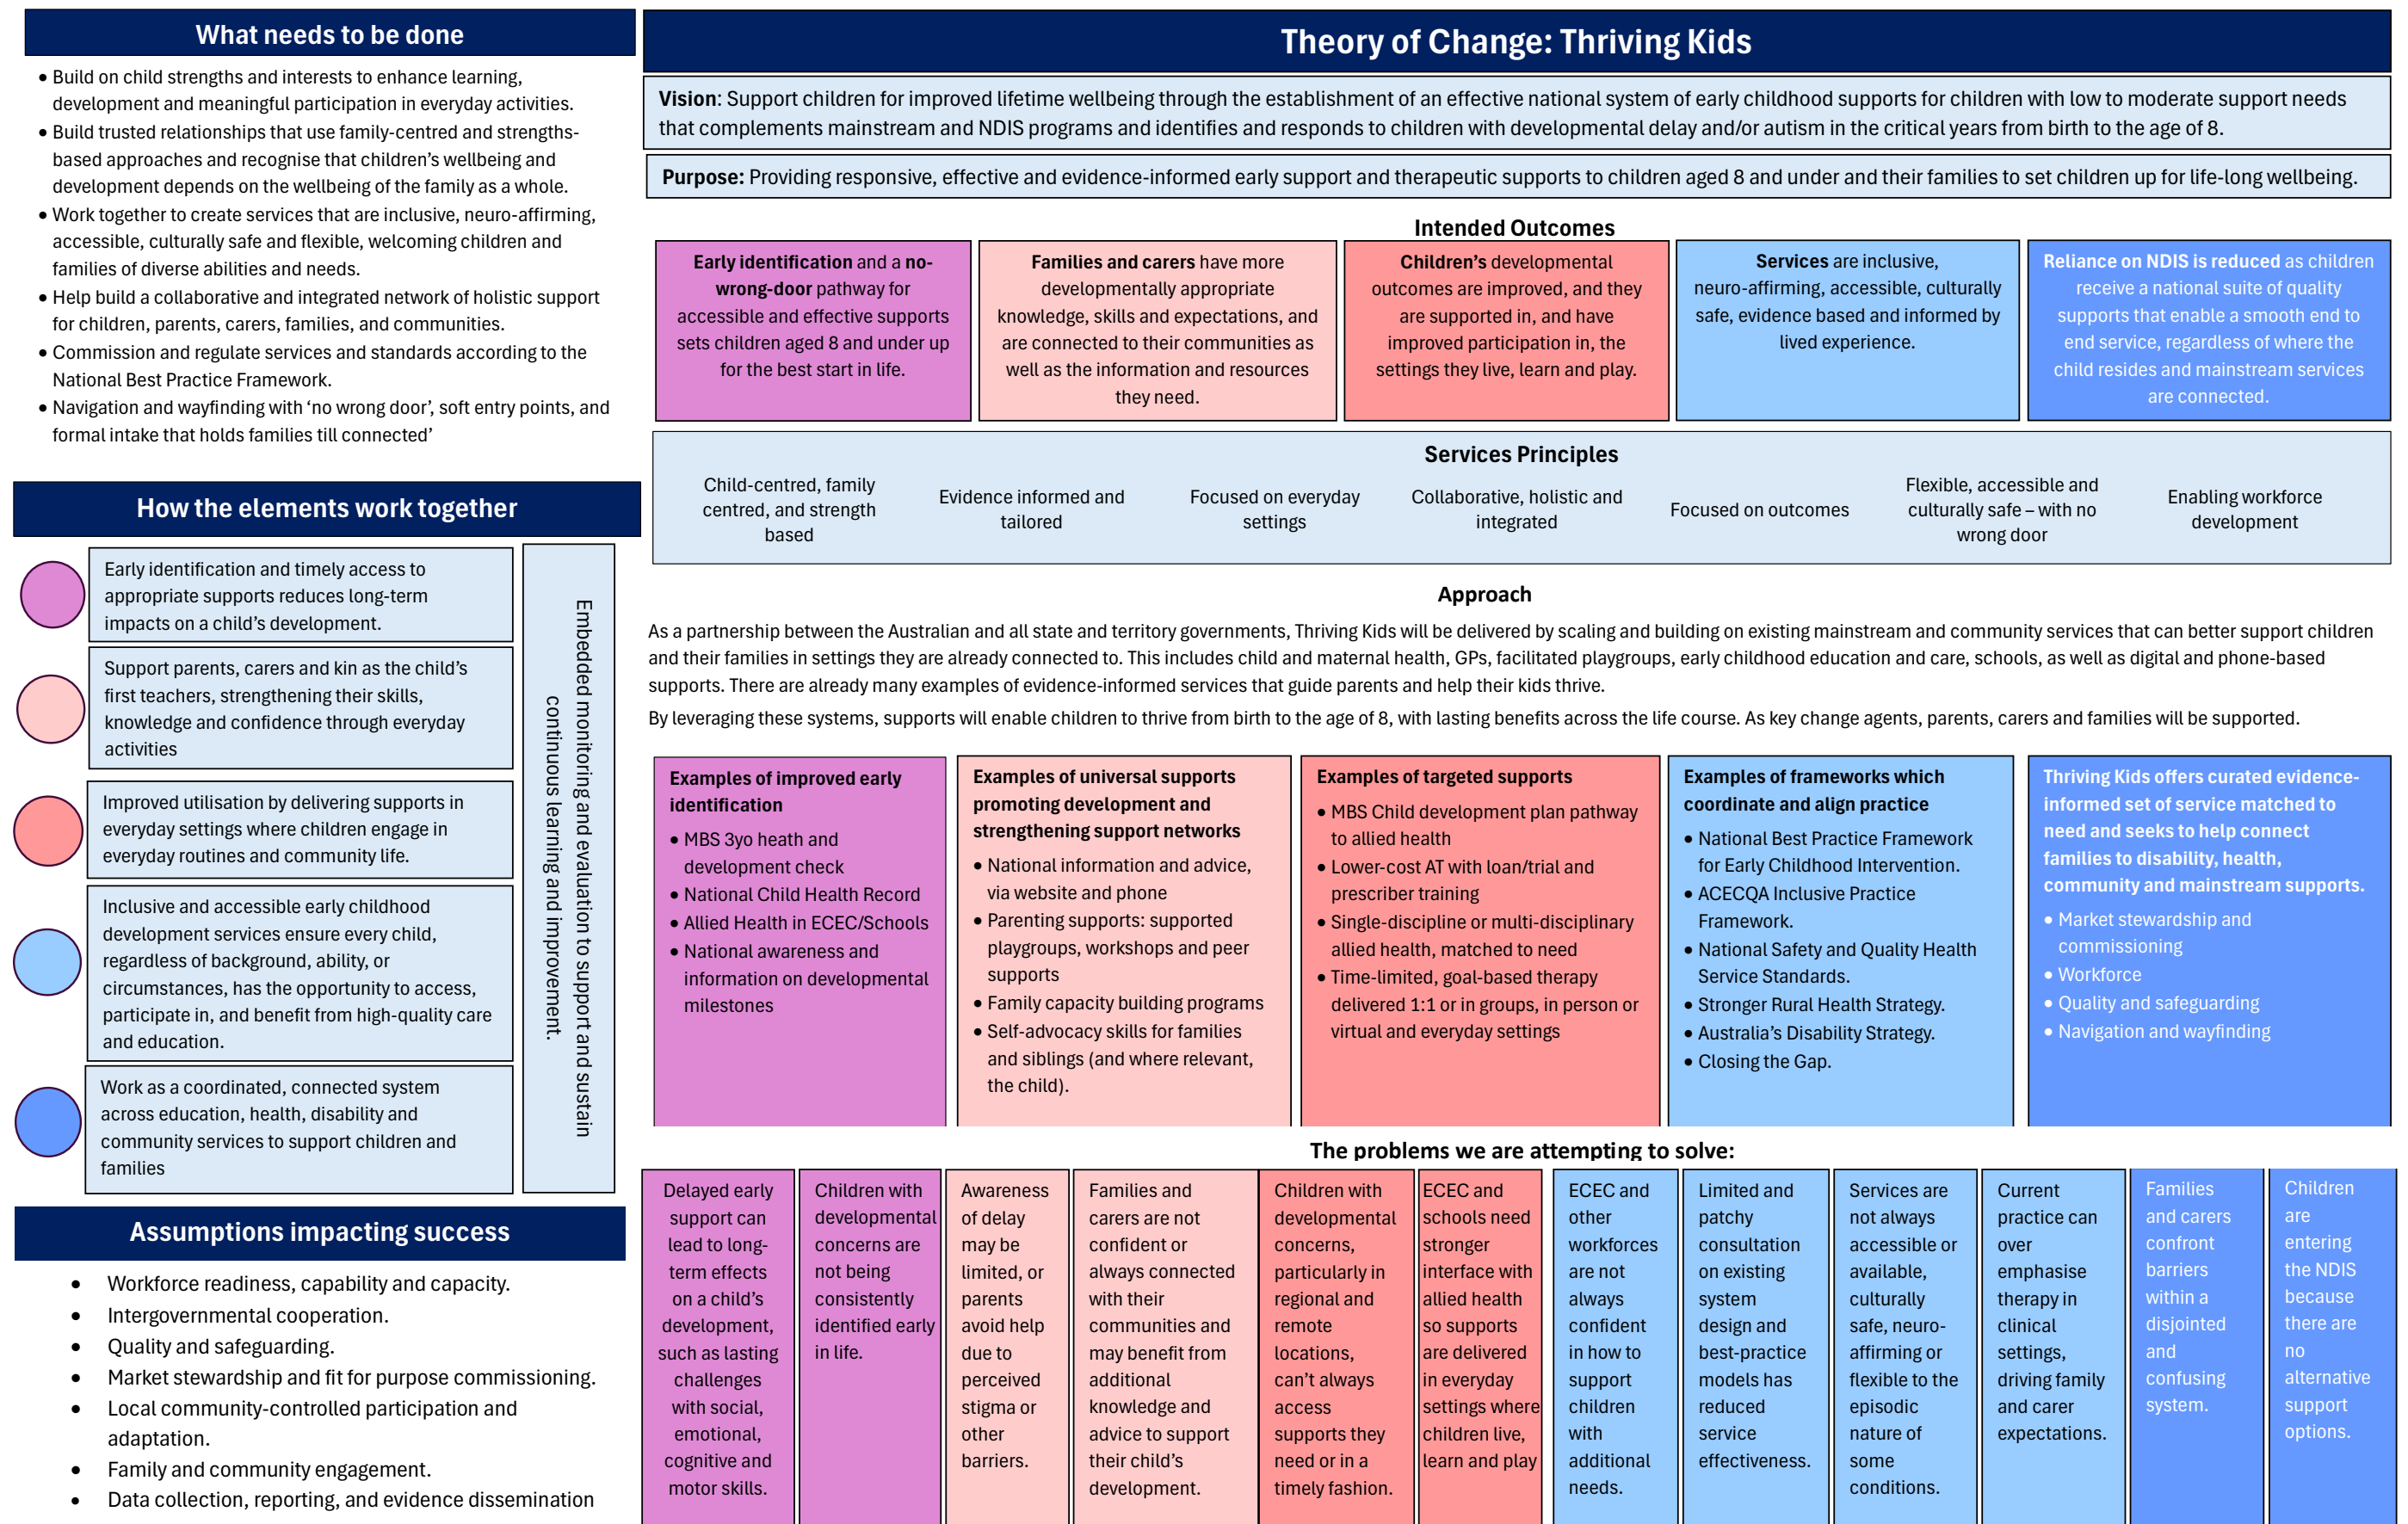 What needs to be done
• Build on child strengths and interests to enhance learning,
development and meaningful participation in everyday activities.
• Build trusted relationships that use family-centred and strengths-
based approaches and recognise that children’s wellbeing and
development depends on the wellbeing of the family as a whole.
• Work together to create services that are inclusive, neuro-affirming,
accessible, culturally safe and flexible, welcoming children and
families of diverse abilities and needs.
• Help build a collaborative and integrated network of holistic support
for children, parents, carers, families, and communities.
• Commission and regulate services and standards according to the
National Best Practice Framework.
• Navigation and wayfinding with ‘no wrong door’, soft entry points, and
formal intake that holds families till connected’
How the elements work together
Early identification and timely access to
appropriate supports reduces long-term
impacts on a child’s development.
Support parents, carers and kin as the child’s
first teachers, strengthening their skills,
knowledge and confidence through everyday
activities
Improved utilisation by delivering supports in
everyday settings where children engage in
everyday routines and community life.
Inclusive and accessible early childhood
development services ensure every child,
regardless of background, ability, or
circumstances, has the opportunity to access,
participate in, and benefit from high-quality care
and education.
Work as a coordinated, connected system
across education, health, disability and
community services to support children and
families
Embedded monitoring and evaluation to support and sustain
continuous learning and improvement.
Assumptions impacting success
• Workforce readiness, capability and capacity.
• Intergovernmental cooperation.
• Quality and safeguarding.
• Market stewardship and fit for purpose commissioning.
• Local community-controlled participation and
adaptation.
• Family and community engagement.
• Data collection, reporting, and evidence dissemination
Theory of Change: Thriving Kids
Vision: Support children for improved lifetime wellbeing through the establishment of an effective national system of early childhood supports for children with low to moderate support needs
that complements mainstream and NDIS programs and identifies and responds to children with developmental delay and/or autism in the critical years from birth to the age of 8.
Purpose: Providing responsive, effective and evidence-informed early support and therapeutic supports to children aged 8 and under and their families to set children up for life-long wellbeing.
Intended Outcomes
Early identification and a no-
wrong-door pathway for
accessible and effective supports
sets children aged 8 and under up
for the best start in life.
Families and carers have more
developmentally appropriate
knowledge, skills and expectations, and
are connected to their communities as
well as the information and resources
they need.
Children’s developmental
outcomes are improved, and they
are supported in, and have
improved participation in, the
settings they live, learn and play.
Services are inclusive,
neuro-affirming, accessible, culturally
safe, evidence based and informed by
lived experience.
Reliance on NDIS is reduced as children
receive a national suite of quality
supports that enable a smooth end to
end service, regardless of where the
child resides and mainstream services
are connected.
Services Principles
Child-centred, family
centred, and strength
based
Evidence informed and
tailored
Focused on everyday
settings
Collaborative, holistic and
integrated
Focused on outcomes
Flexible, accessible and
culturally safe – with no
wrong door
Enabling workforce
development
Approach
As a partnership between the Australian and all state and territory governments, Thriving Kids will be delivered by scaling and building on existing mainstream and community services that can better support children
and their families in settings they are already connected to. This includes child and maternal health, GPs, facilitated playgroups, early childhood education and care, schools, as well as digital and phone-based
supports. There are already many examples of evidence-informed services that guide parents and help their kids thrive.
By leveraging these systems, supports will enable children to thrive from birth to the age of 8, with lasting benefits across the life course. As key change agents, parents, carers and families will be supported.
Examples of improved early
identification
• MBS 3yo heath and
development check
• National Child Health Record
• Allied Health in ECEC/Schools
• National awareness and
information on developmental
milestones
Examples of universal supports
promoting development and
strengthening support networks
• National information and advice,
via website and phone
• Parenting supports: supported
playgroups, workshops and peer
supports
• Family capacity building programs
• Self-advocacy skills for families
and siblings (and where relevant,
the child).
Examples of targeted supports
• MBS Child development plan pathway
to allied health
• Lower-cost AT with loan/trial and
prescriber training
• Single-discipline or multi-disciplinary
allied health, matched to need
• Time-limited, goal-based therapy
delivered 1:1 or in groups, in person or
virtual and everyday settings
Examples of frameworks which
coordinate and align practice
• National Best Practice Framework
for Early Childhood Intervention.
• ACECQA Inclusive Practice
Framework.
• National Safety and Quality Health
Service Standards.
• Stronger Rural Health Strategy.
• Australia’s Disability Strategy.
• Closing the Gap.
Thriving Kids offers curated evidence-
informed set of service matched to
need and seeks to help connect
families to disability, health,
community and mainstream supports.
• Market stewardship and
commissioning
• Workforce
• Quality and safeguarding
• Navigation and wayfinding
The problems we are attempting to solve:
Delayed early
support can
lead to long-
term effects
on a child’s
development,
such as lasting
challenges
with social,
emotional,
cognitive and
motor skills.
Children with
developmental
concerns are
not being
consistently
identified early
in life.
Awareness
of delay
may be
limited, or
parents
avoid help
due to
perceived
stigma or
other
barriers.
Families and
carers are not
confident or
always connected
with their
communities and
may benefit from
additional
knowledge and
advice to support
their child’s
development.
Children with
developmental
concerns,
particularly in
regional and
remote
locations,
can’t always
access
supports they
need or in a
timely fashion.
ECEC and
schools need
stronger
interface with
allied health
so supports
are delivered
in everyday
settings where
children live,
learn and play
ECEC and
other
workforces
are not
always
confident
in how to
support
children
with
additional
needs.
Limited and
patchy
consultation
on existing
system
design and
best-practice
models has
reduced
service
effectiveness.
Services are
not always
accessible or
available,
culturally
safe, neuro-
affirming or
flexible to the
episodic
nature of
some
conditions.
Current
practice can
over
emphasise
therapy in
clinical
settings,
driving family
and carer
expectations.
Families
and carers
confront
barriers
within a
disjointed
and
confusing
system.
Children
are
entering
the NDIS
because
there are
no
alternative
support
options.